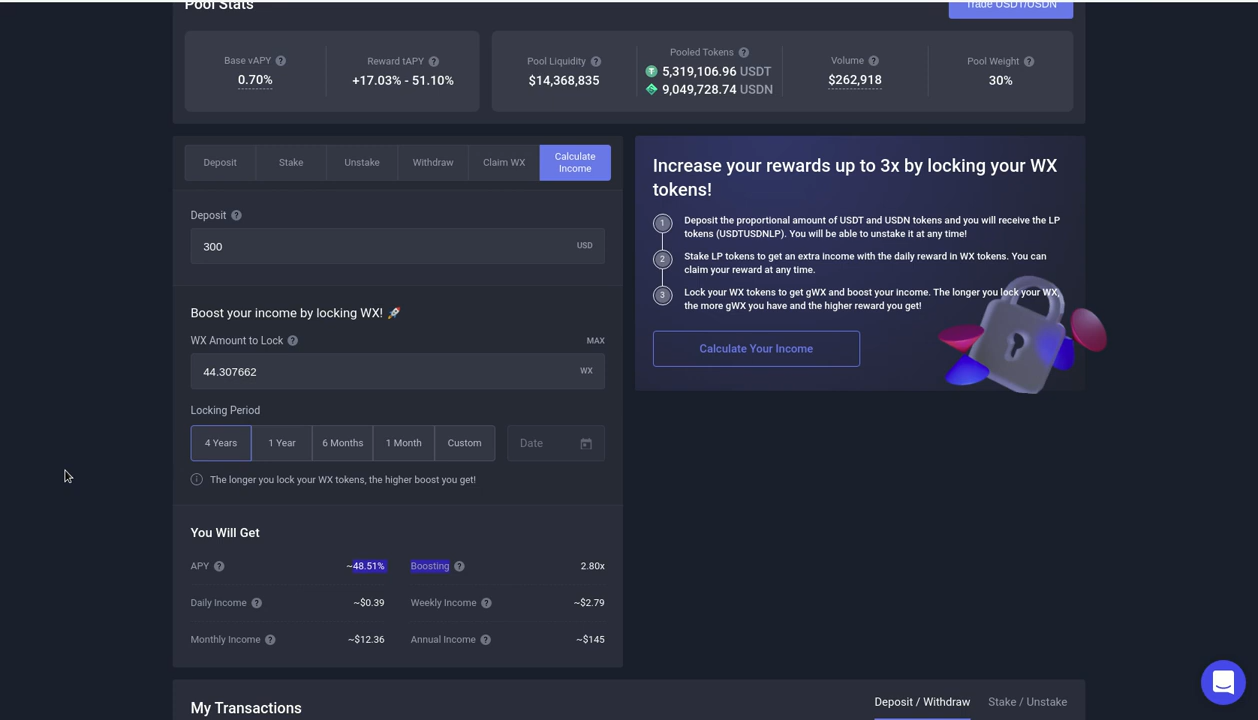 Pool Stats
Trade USDT/USDN
Base vAPY
0.70%
Reward tAPY
+17.03% - 51.10%
Pool Liquidity
$14,368,835
Pooled Tokens
5,319,106.96 USDT
9,049,728.74 USDN
Volume
$262,918
Pool Weight
30%
Deposit
Stake
Unstake
Withdraw
Claim WX
Calculate
Income
Deposit
300 USD
Boost your income by locking WX! 🚀
WX Amount to Lock MAX
44.307662 WX
Locking Period
4 Years
1 Year
6 Months
1 Month
Custom
Date
The longer you lock your WX tokens, the higher boost you get!
You Will Get
APY ~48.51% Boosting 2.80x
Daily Income ~$0.39 Weekly Income ~$2.79
Monthly Income ~$12.36 Annual Income ~$145
Increase your rewards up to 3x by locking your WX
tokens!
1 Deposit the proportional amount of USDT and USDN tokens and you will receive the LP
tokens (USDTUSDNLP). You will be able to unstake it at any time!
2 Stake LP tokens to get an extra income with the daily reward in WX tokens. You can
claim your reward at any time.
3 Lock your WX tokens to get gWX and boost your income. The longer you lock your WX,
the more gWX you have and the higher reward you get!
Calculate Your Income
My Transactions
Deposit / Withdraw
Stake / Unstake